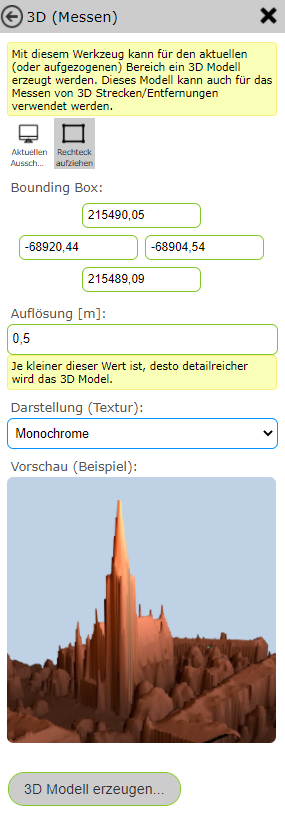 3D (Messen)
Mit diesem Werkzeug kann für den aktuellen
(oder aufgezogenen) Bereich ein 3D Modell
erzeugt werden. Dieses Modell kann auch für das
Messen von 3D Strecken/Entfernungen
verwendet werden.
Aktuellen Rechteck
Aussch... aufziehen
Bounding Box:
215490,05
-68920,44 -68904,54
215489,09
Auflösung [m]:
0,5
Je kleiner dieser Wert ist, desto detailreicher
wird das 3D Model.
Darstellung (Textur):
Monochrome
Vorschau (Beispiel):
3D Modell erzeugen...